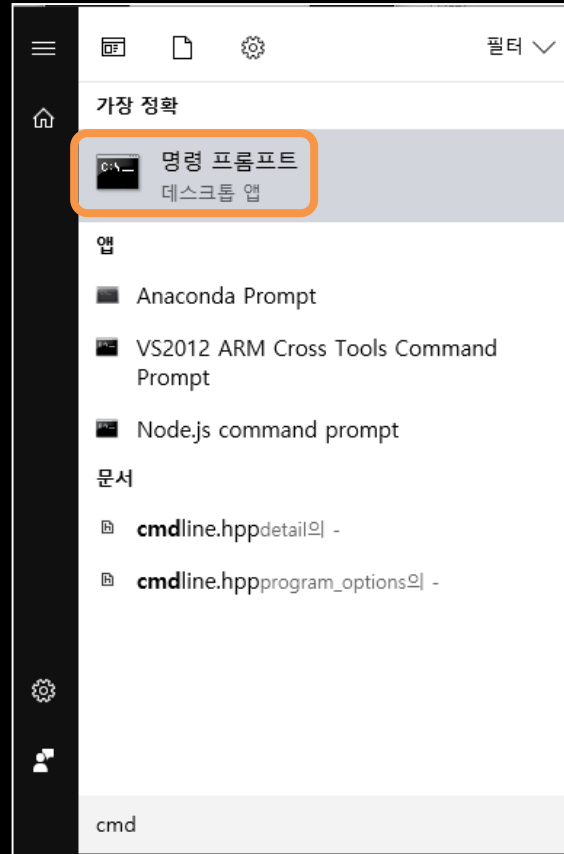 필터
가장 정확
명령 프롬프트
데스크톱 앱
앱
Anaconda Prompt
VS2012 ARM Cross Tools Command
Prompt
Node.js command prompt
문서
cmdline.hppdetail의 -
cmdline.hppprogram_options의 -
cmd